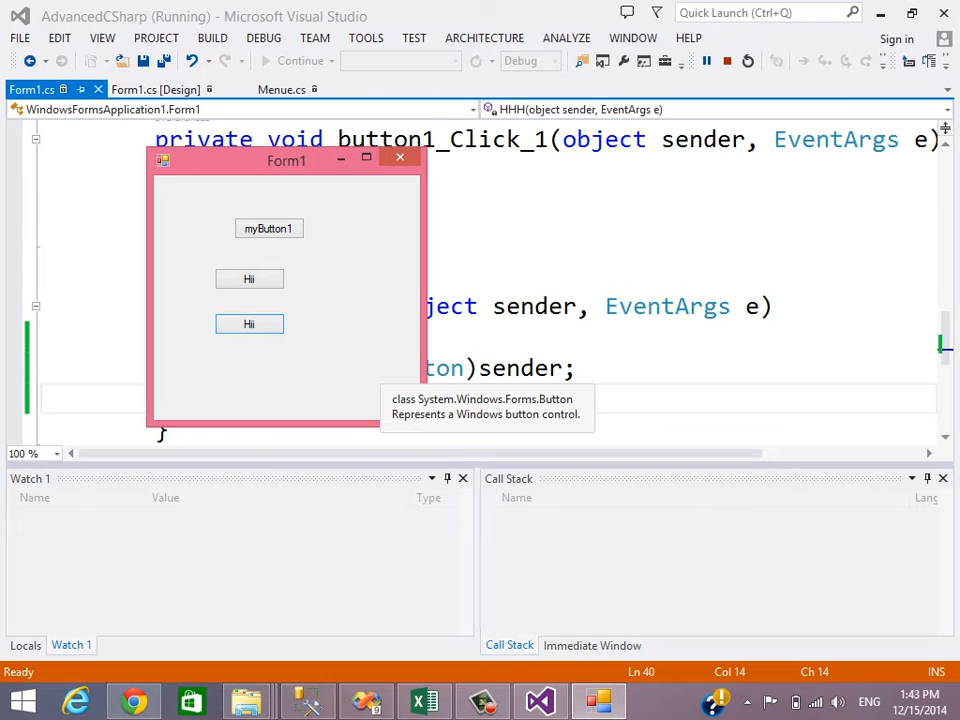 AdvancedCSharp (Running) - Microsoft Visual Studio
Quick Launch (Ctrl+Q)
FILE EDIT VIEW PROJECT BUILD DEBUG TEAM TOOLS TEST ARCHITECTURE ANALYZE WINDOW HELP
Sign in
Continue Debug
Form1.cs Form1.cs [Design] Menue.cs
WindowsFormsApplication1.Form1 HHH(object sender, EventArgs e)
private void button1_Click_1(object sender, EventArgs e)
Form1
myButton1
Hii
Hii
ject sender, EventArgs e)
ton)sender;
class System.Windows.Forms.Button
Represents a Windows button control.
}
100 %
Watch 1 Call Stack
Name Value Type Name Lang
Locals Watch 1 Call Stack Immediate Window
Ready Ln 40 Col 14 Ch 14 INS
ENG
1:43 PM
12/15/2014